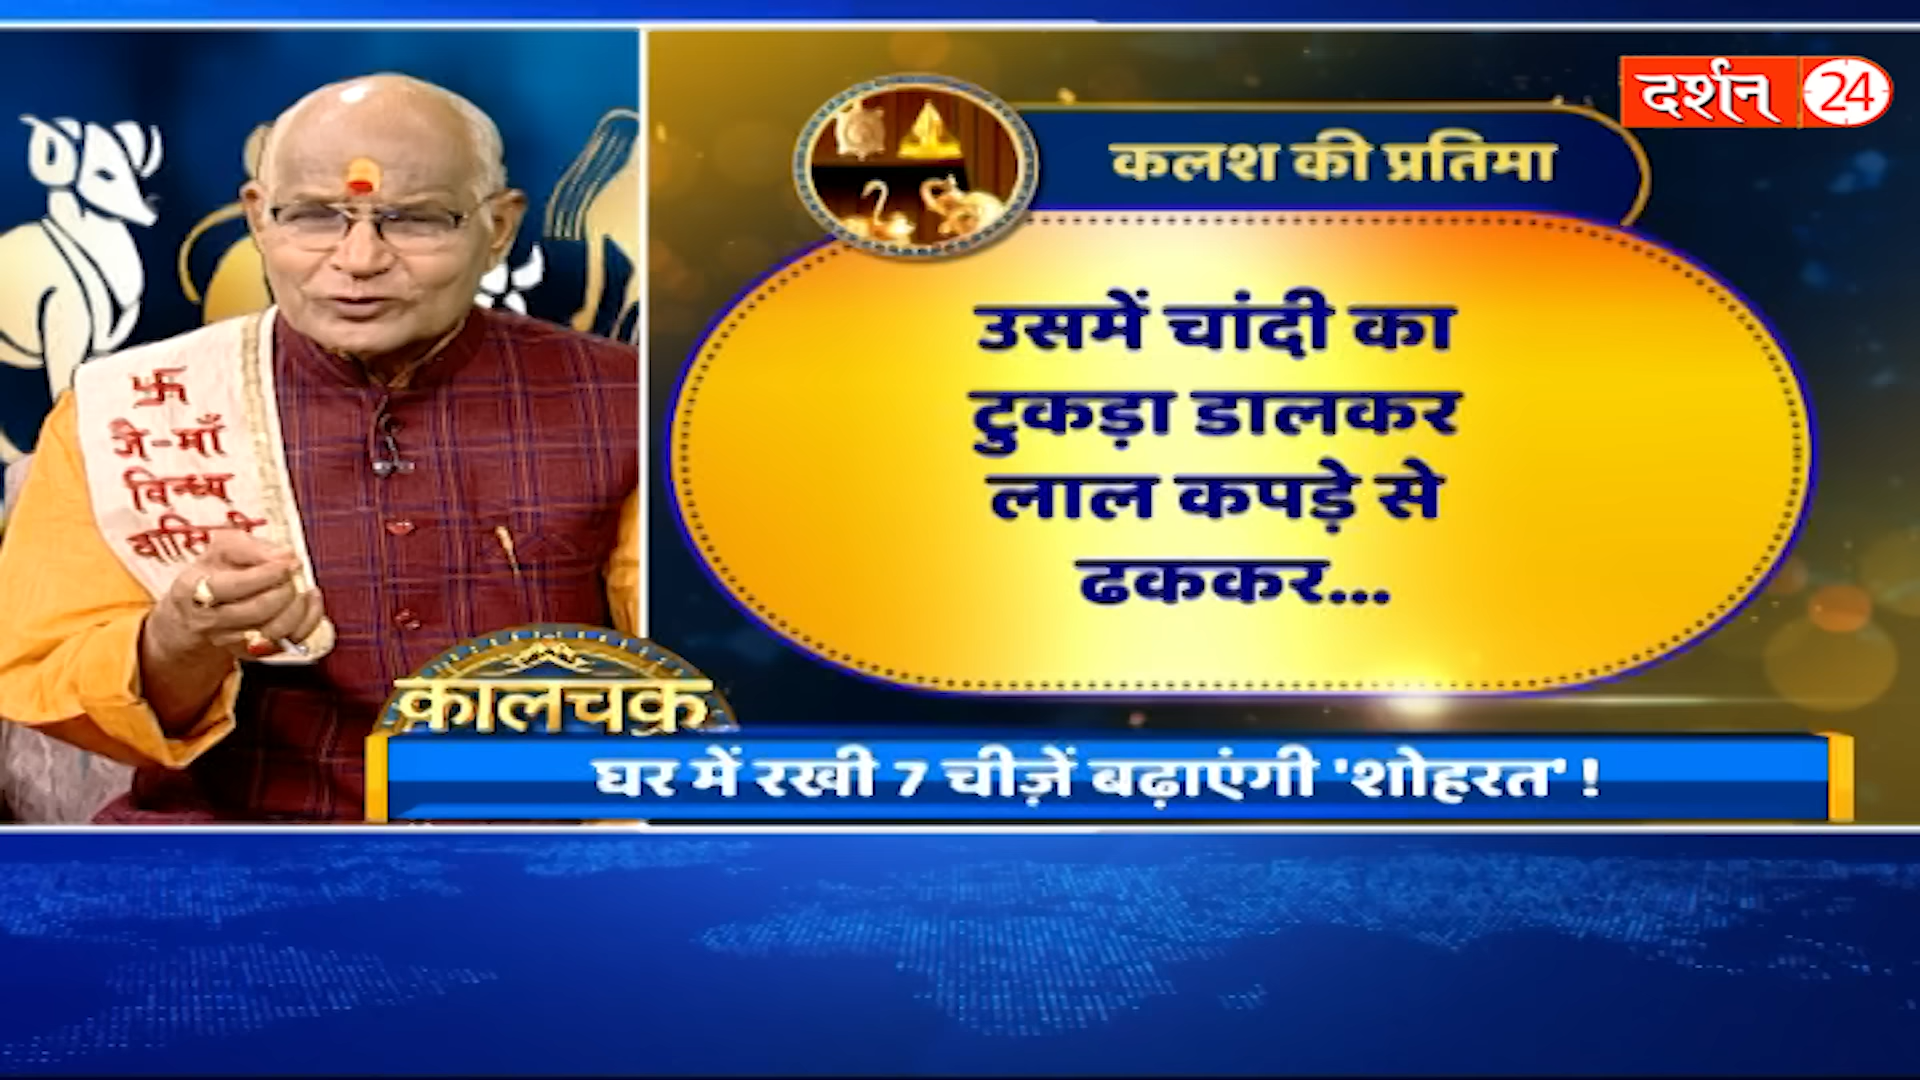 दर्शन 24
कलश की प्रतिमा
उसमें चांदी का
टुकड़ा डालकर
लाल कपड़े से
ढककर...
जै-माँ
विन्ध्य
कालचक्र
घर में रखी 7 चीज़ें बढ़ाएंगी 'शोहरत' !